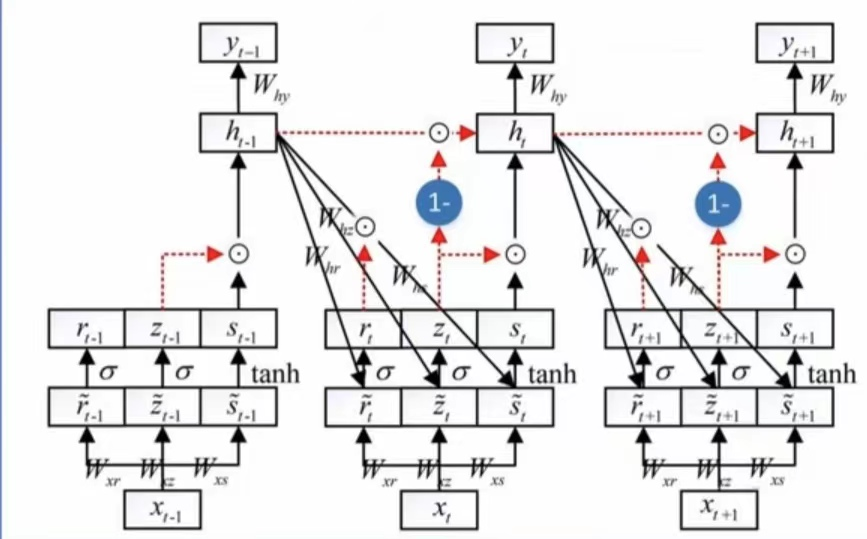 y_{t-1} y_t y_{t+1}
W_{hy} W_{hy} W_{hy}
h_{t-1} ⊙ h_t ⊙ h_{t+1}
1- 1-
W_{hz} ⊙ W_{hz} ⊙
W_{hr} W_{hs} ⊙ W_{hr} W_{hs} ⊙
⊙
r_{t-1} z_{t-1} s_{t-1} r_t z_t s_t r_{t+1} z_{t+1} s_{t+1}
σ σ tanh σ σ tanh σ σ tanh
r̃_{t-1} z̃_{t-1} s̃_{t-1} r̃_t z̃_t s̃_t r̃_{t+1} z̃_{t+1} s̃_{t+1}
W_{xr} W_{xz} W_{xs} W_{xr} W_{xz} W_{xs} W_{xr} W_{xz} W_{xs}
x_{t-1} x_t x_{t+1}